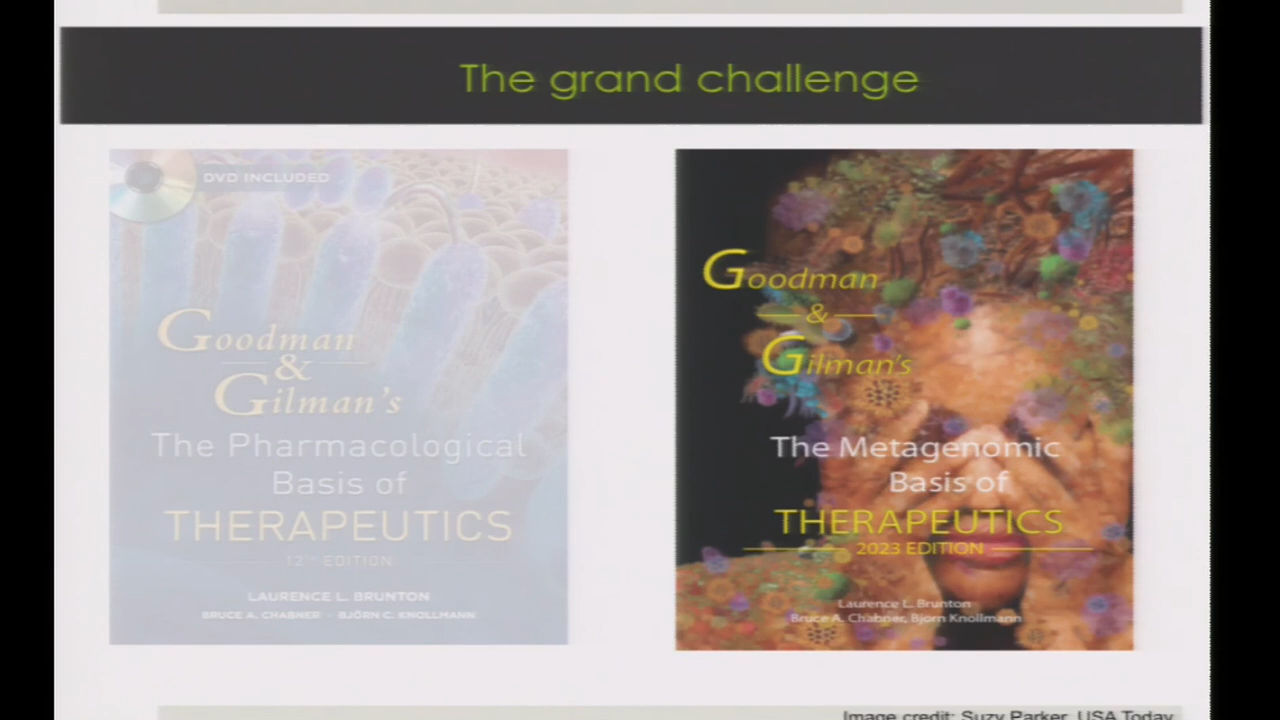 The grand challenge
DVD INCLUDED
Goodman
&
Gilman's
The Pharmacological
Basis of
THERAPEUTICS
12TH EDITION
LAURENCE L. BRUNTON
BRUCE A. CHABNER · BJÖRN C. KNOLLMANN
Goodman
&
Gilman's
The Metagenomic
Basis of
THERAPEUTICS
2023 EDITION
Laurence L. Brunton
Bruce A. Chabner, Bjorn Knollmann
Image credit: Suzy Parker, USA Today